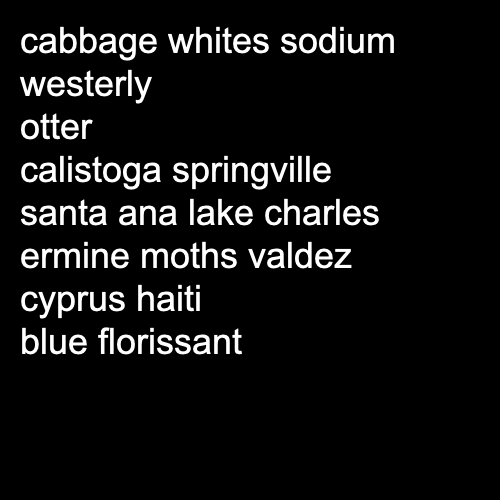 cabbage whites sodium
westerly
otter
calistoga springville
santa ana lake charles
ermine moths valdez
cyprus haiti
blue florissant